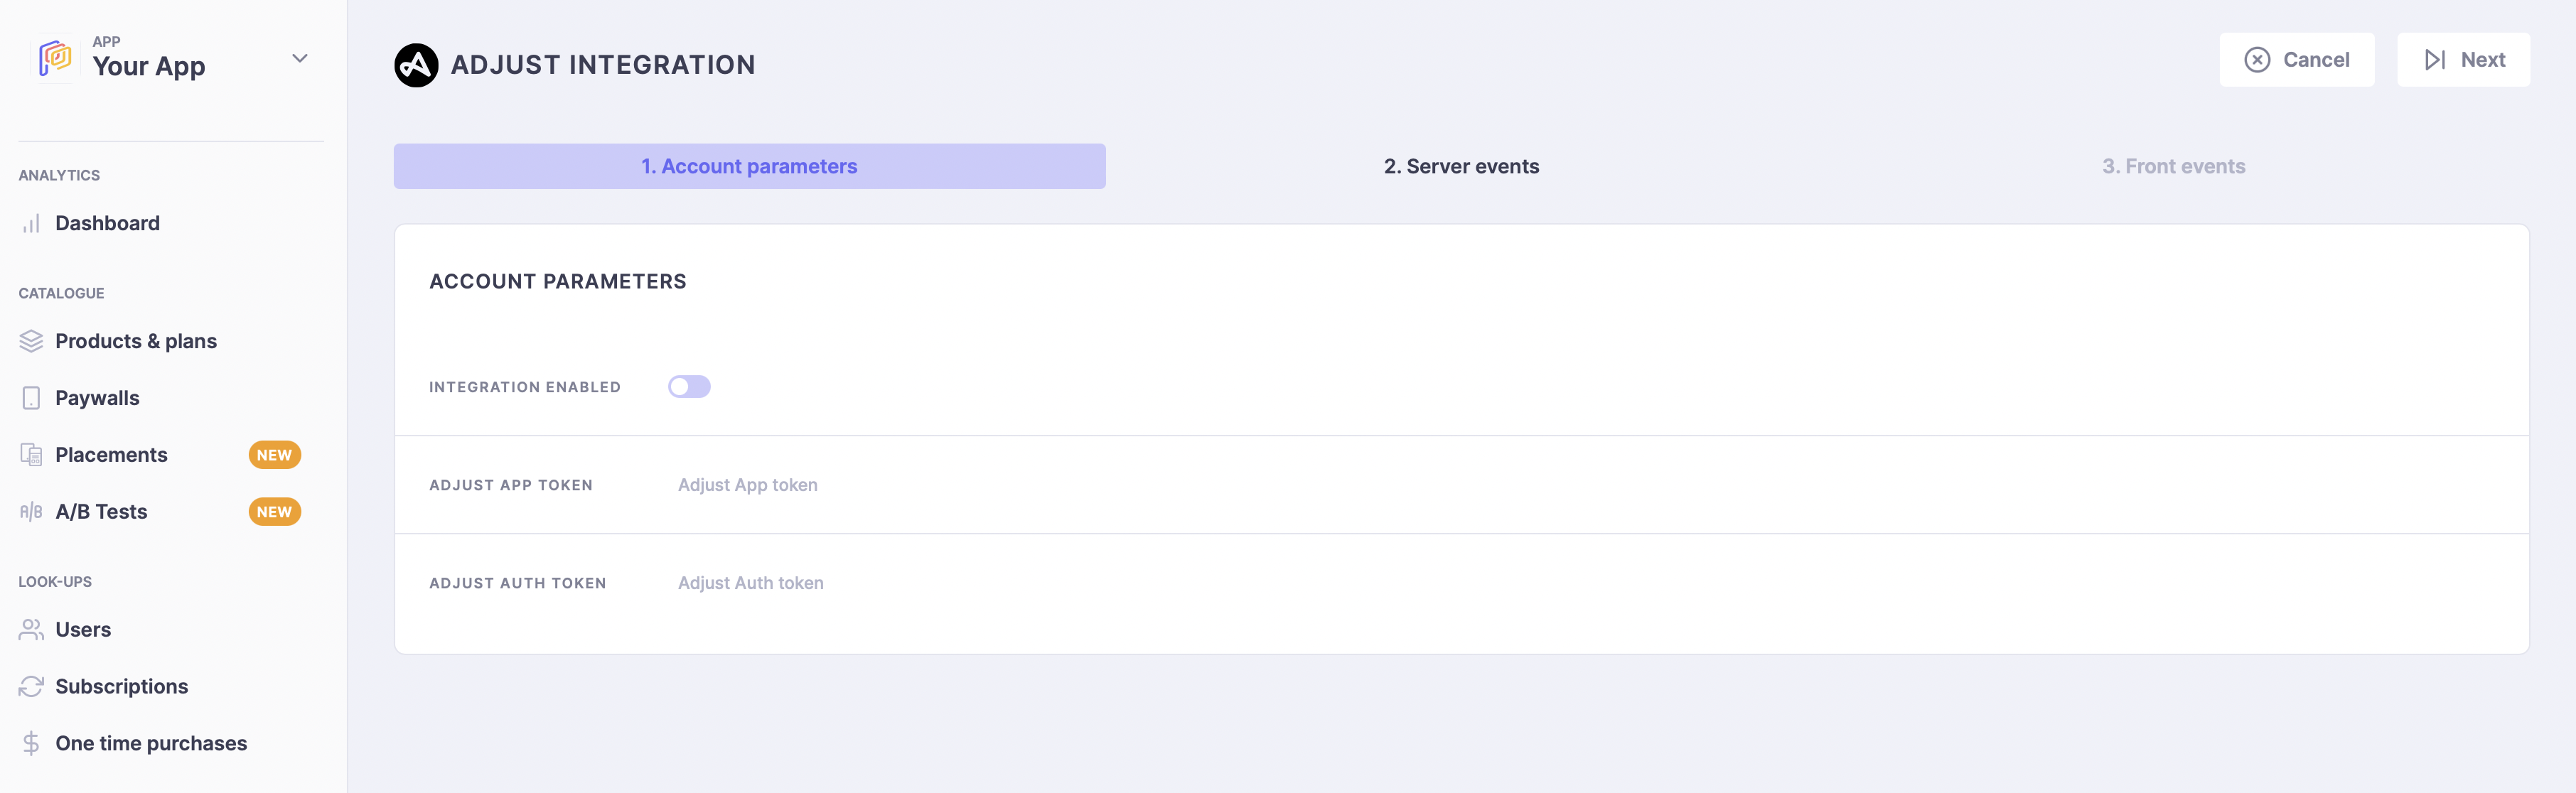 APP
Your App
ANALYTICS
Dashboard
CATALOGUE
Products & plans
Paywalls
Placements NEW
A/B Tests NEW
LOOK-UPS
Users
Subscriptions
One time purchases
ADJUST INTEGRATION
Cancel
Next
1. Account parameters
2. Server events
3. Front events
ACCOUNT PARAMETERS
INTEGRATION ENABLED
ADJUST APP TOKEN Adjust App token
ADJUST AUTH TOKEN Adjust Auth token